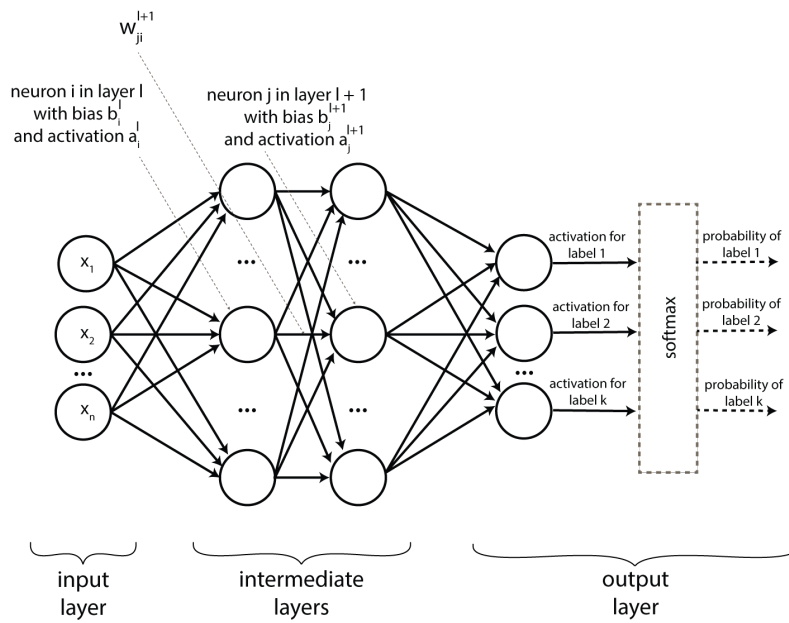 w_{ji}^{l+1}
neuron i in layer l
with bias b_i^l
and activation a_i^l
neuron j in layer l + 1
with bias b_j^{l+1}
and activation a_j^{l+1}
x_1
x_2
...
x_n
...
...
...
...
...
activation for
label 1
activation for
label 2
activation for
label k
softmax
probability of
label 1
probability of
label 2
probability of
label k
input
layer
intermediate
layers
output
layer